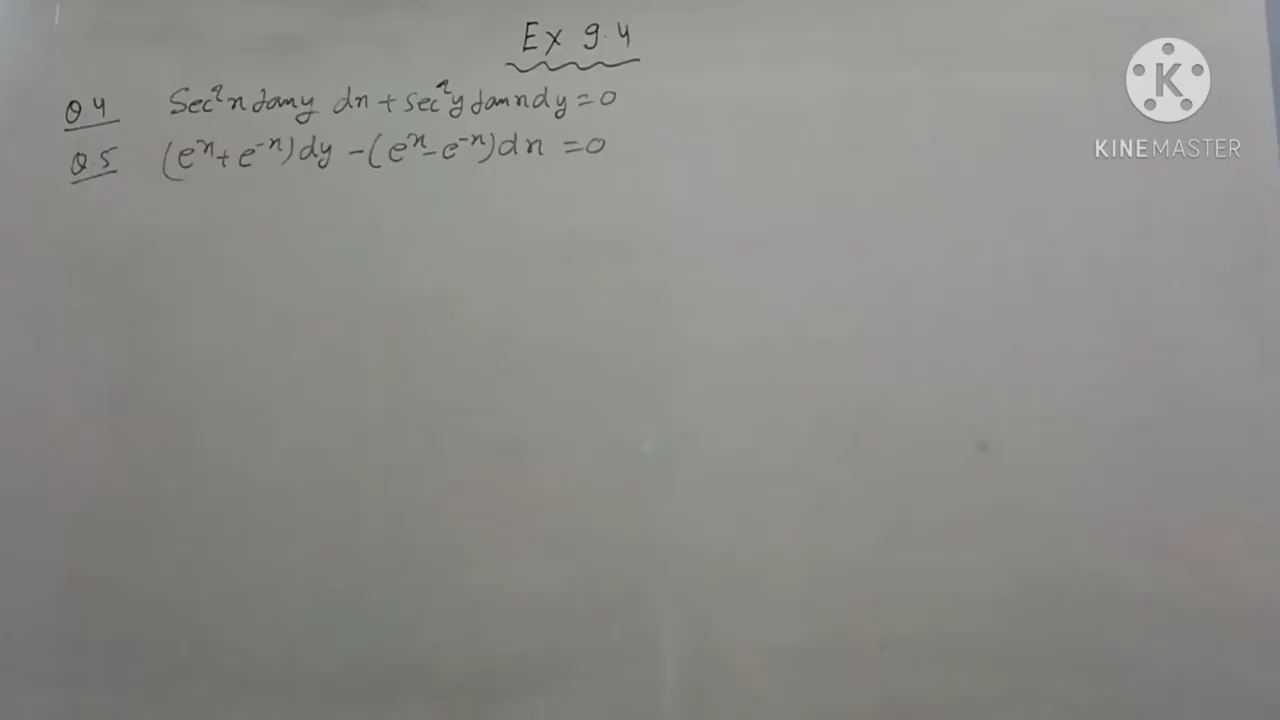 Ex 9.4
Q4 Sec²x tany dx + sec²y tanx dy = 0
Q5 (eˣ + e⁻ˣ)dy - (eˣ - e⁻ˣ)dx = 0
K
KINEMASTER